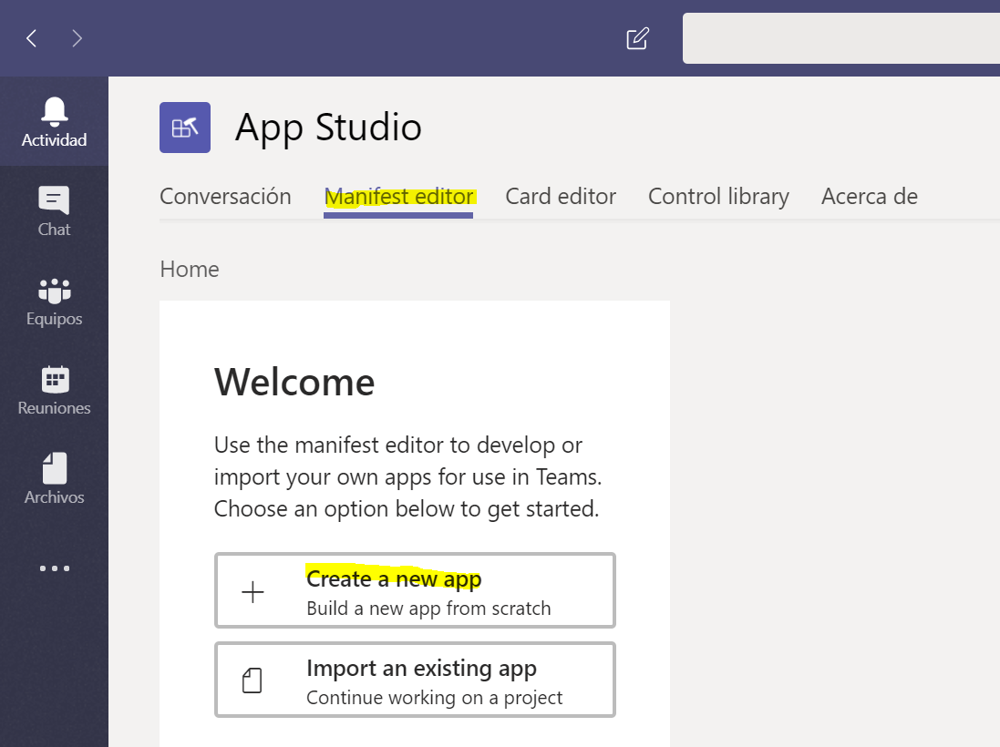 App Studio
Conversación Manifest editor Card editor Control library Acerca de
Actividad
Chat
Equipos
Reuniones
Archivos
Home
Welcome
Use the manifest editor to develop or
import your own apps for use in Teams.
Choose an option below to get started.
Create a new app
Build a new app from scratch
Import an existing app
Continue working on a project